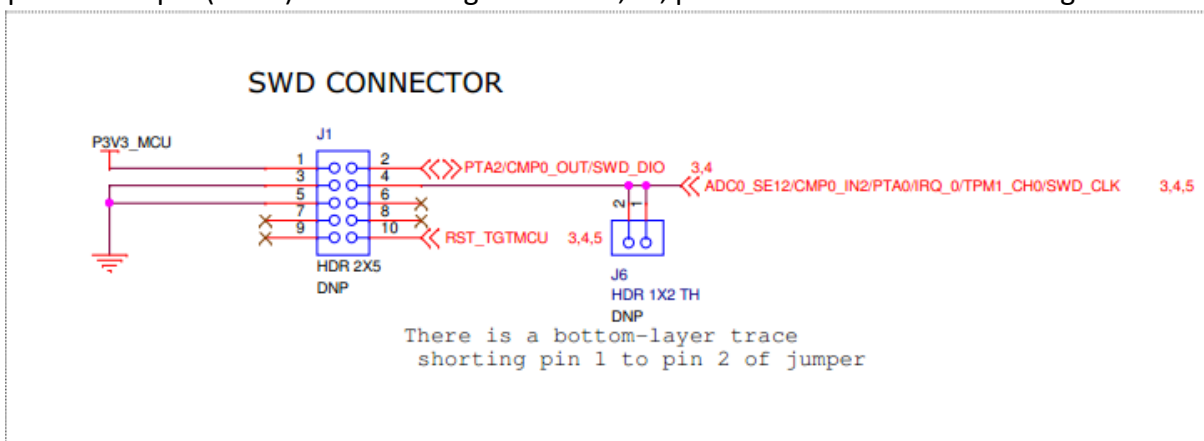 SWD CONNECTOR
P3V3_MCU
J1
1
2
PTA2/CMP0_OUT/SWD_DIO 3,4
3
4
ADC0_SE12/CMP0_IN2/PTA0/IRQ_0/TPM1_CH0/SWD_CLK 3,4,5
5
6
7
8
9
10
RST_TGTMCU 3,4,5
2
1
HDR 2X5
DNP
J6
HDR 1X2 TH
DNP
There is a bottom-layer trace
shorting pin 1 to pin 2 of jumper